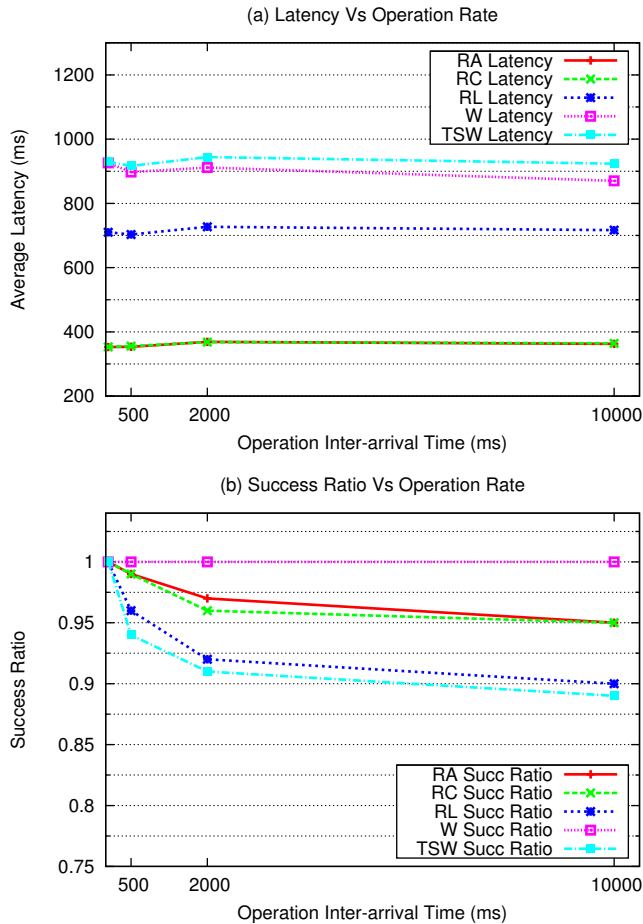 (a) Latency Vs Operation Rate
RA Latency
RC Latency
RL Latency
W Latency
TSW Latency
1200
1000
800
600
400
200
Average Latency (ms)
500 2000 10000
Operation Inter-arrival Time (ms)
(b) Success Ratio Vs Operation Rate
1
0.95
0.9
0.85
0.8
0.75
Success Ratio
RA Succ Ratio
RC Succ Ratio
RL Succ Ratio
W Succ Ratio
TSW Succ Ratio
500 2000 10000
Operation Inter-arrival Time (ms)